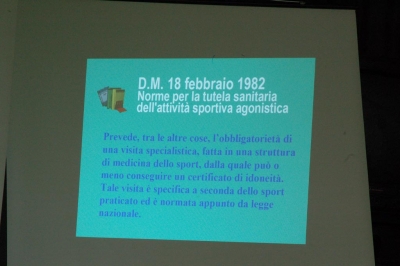 D.M. 18 febbraio 1982
Norme per la tutela sanitaria
dell'attività sportiva agonistica
Prevede, tra le altre cose, l'obbligatorietà di
una visita specialistica, fatta in una struttura
di medicina dello sport, dalla quale può o
meno conseguire un certificato di idoneità.
Tale visita è specifica a seconda dello sport
praticato ed è normata appunto da legge
nazionale.